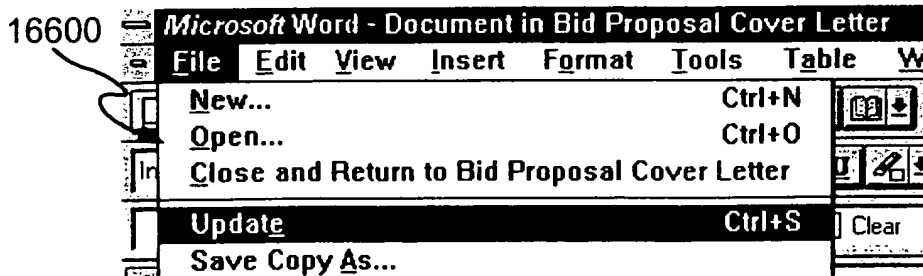 16600
Microsoft Word - Document in Bid Proposal Cover Letter
File Edit View Insert Format Tools Table W
New... Ctrl+N
Open... Ctrl+O
Close and Return to Bid Proposal Cover Letter
In
Update Ctrl+S
Clear
Save Copy As...